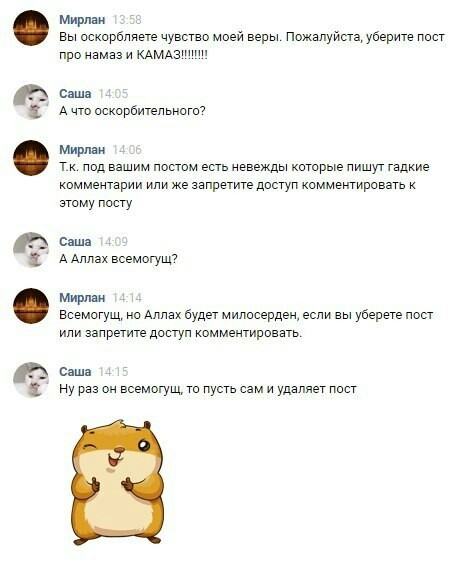 Мирлан 13:58
Вы оскорбляете чувство моей веры. Пожалуйста, уберите пост
про намаз и КАМАЗ!!!!!!!!
Саша 14:05
А что оскорбительного?
Мирлан 14:06
Т.к. под вашим постом есть невежды которые пишут гадкие
комментарии или же запретите доступ комментировать к
этому посту
Саша 14:09
А Аллах всемогущ?
Мирлан 14:14
Всемогущ, но Аллах будет милосерден, если вы уберете пост
или запретите доступ комментировать.
Саша 14:15
Ну раз он всемогущ, то пусть сам и удаляет пост